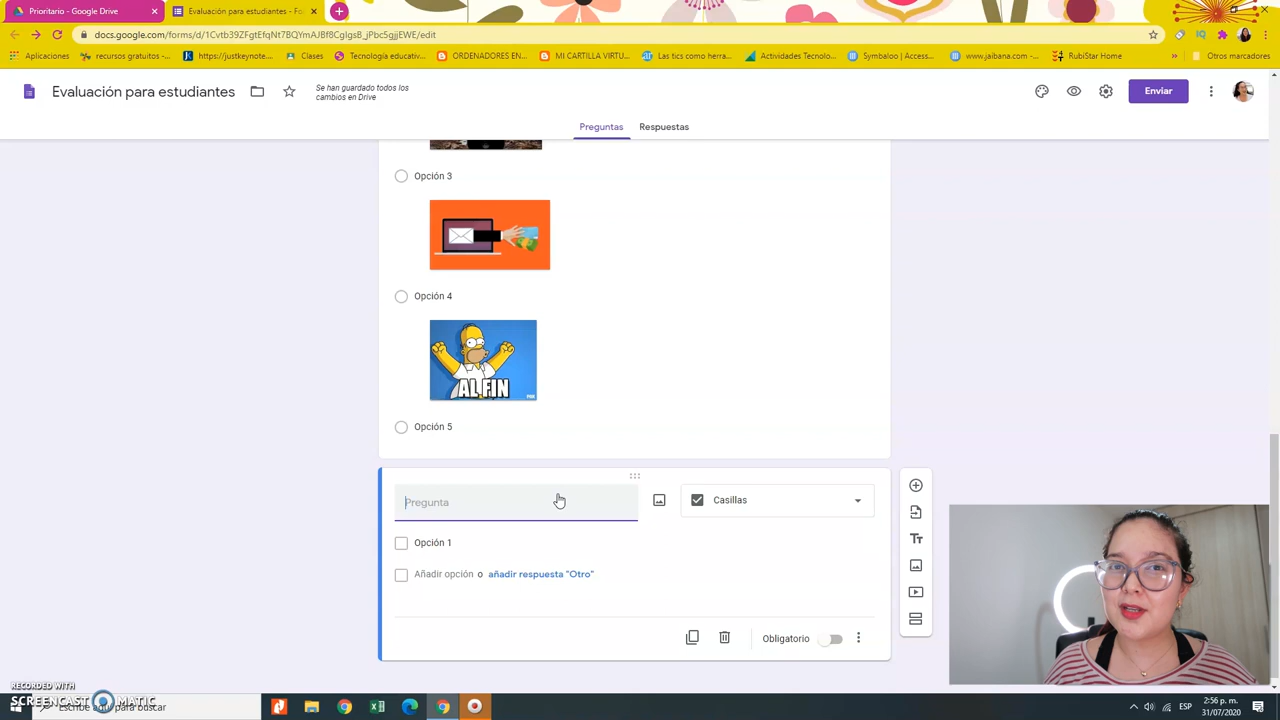 Prioritario - Google Drive
Evaluación para estudiantes - Fo
docs.google.com/forms/d/1Cvtb39ZFgtEfqNt7BQYmAJBf8CgIgsB_jPbc5gjjEWE/edit
Aplicaciones
recursos gratuitos -...
https://justkeynote...
Clases
Tecnología educativ...
ORDENADORES EN...
MI CARTILLA VIRTU...
Las tics como herra...
Actividades Tecnolo...
Symbaloo | Access...
www.jaibana.com -...
RubiStar Home
»
Otros marcadores
Evaluación para estudiantes
Se han guardado todos los
cambios en Drive
Enviar
Preguntas
Respuestas
Opción 3
Opción 4
AL FIN
Opción 5
Pregunta
Casillas
Opción 1
Añadir opción o añadir respuesta "Otro"
Obligatorio
RECORDED WITH
SCREENCAST MATIC
Escribe aquí para buscar
ESP
2:56 p. m.
31/07/2020